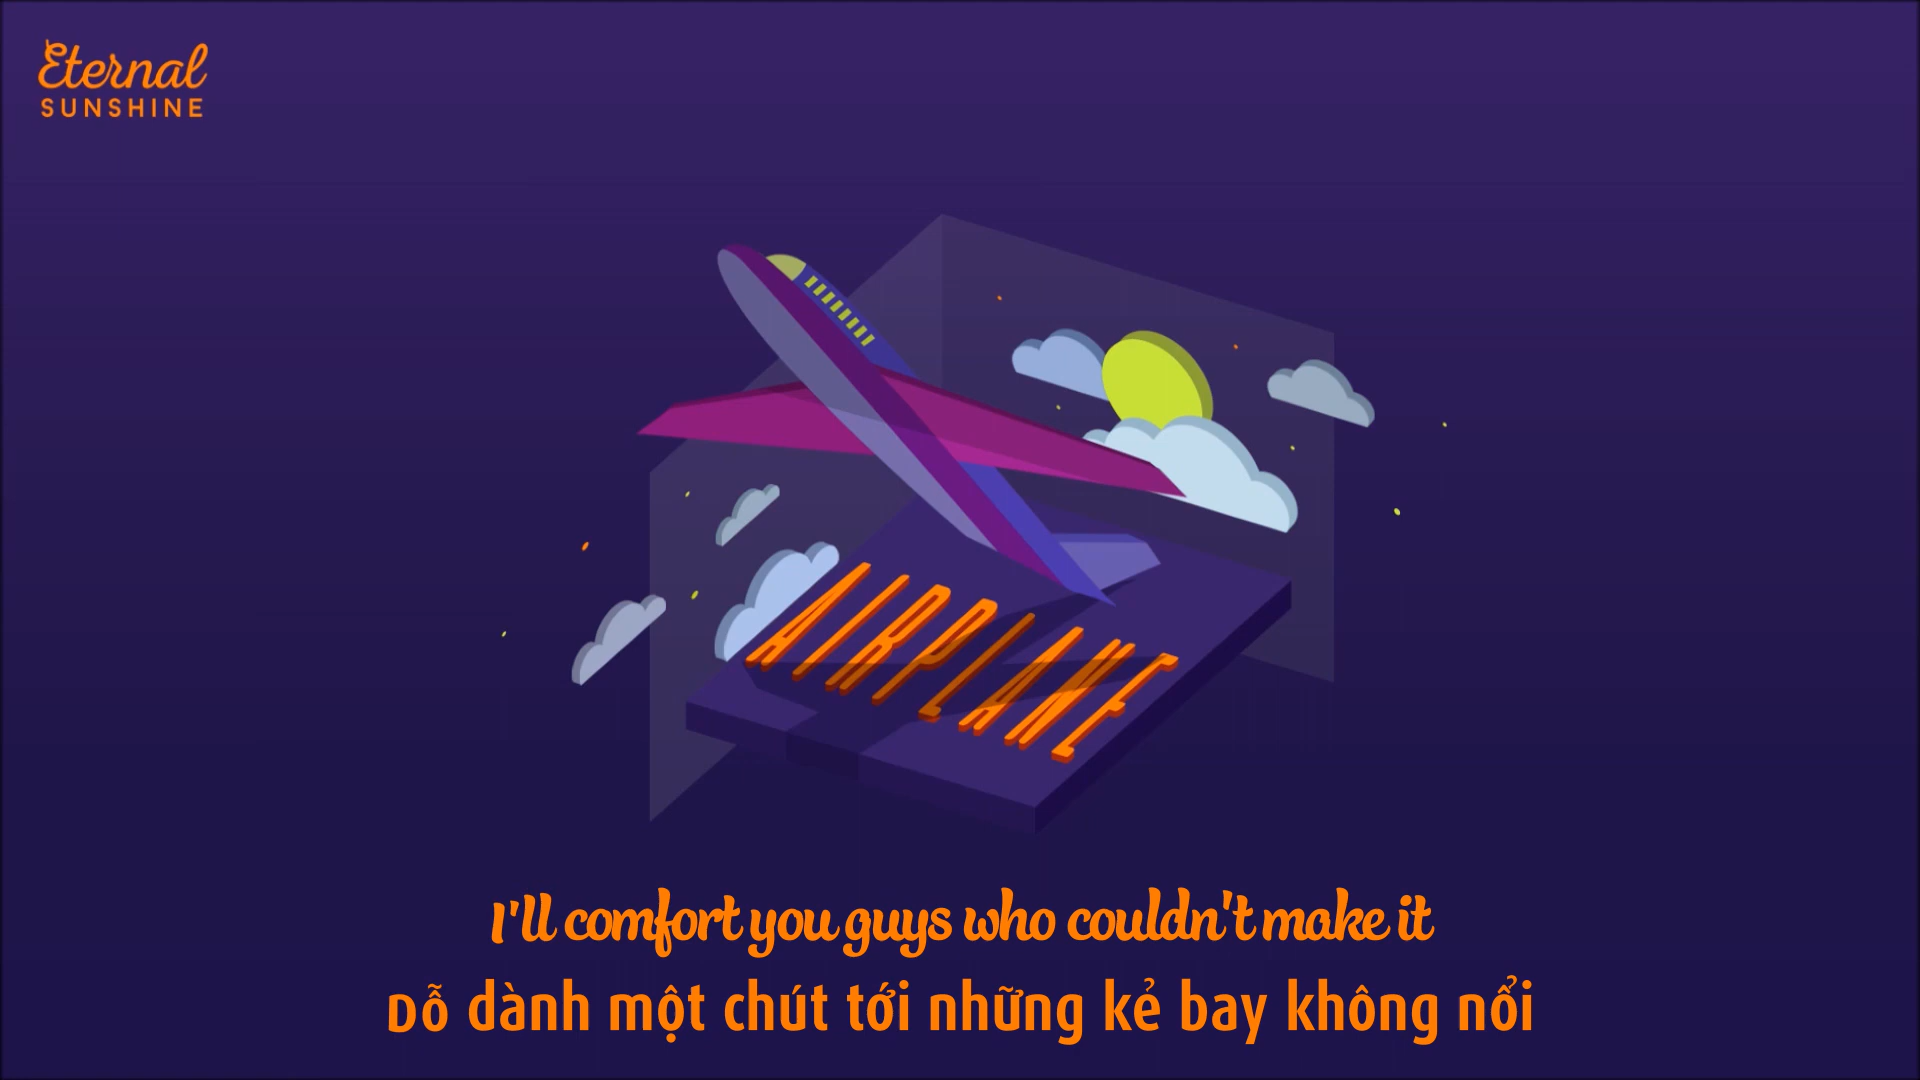 Eternal
SUNSHINE
AIRPLANE
I'll comfort you guys who couldn't make it
Dỗ dành một chút tới những kẻ bay không nổi